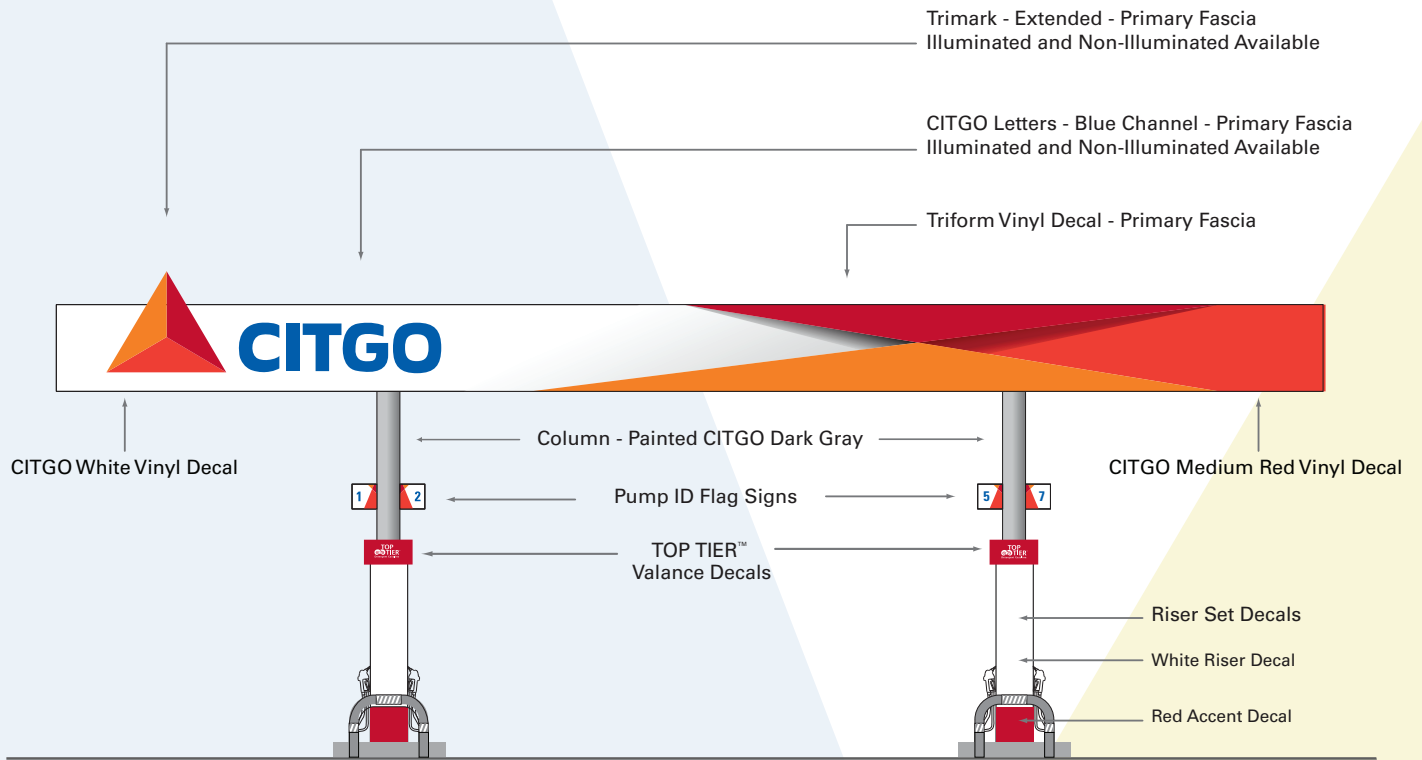 Trimark - Extended - Primary Fascia
Illuminated and Non-Illuminated Available
CITGO Letters - Blue Channel - Primary Fascia
Illuminated and Non-Illuminated Available
Triform Vinyl Decal - Primary Fascia
CITGO
Column - Painted CITGO Dark Gray
CITGO White Vinyl Decal
CITGO Medium Red Vinyl Decal
1 2
Pump ID Flag Signs
5 7
TOP TIER
TOP TIER™
Valance Decals
TOP TIER
Riser Set Decals
White Riser Decal
Red Accent Decal